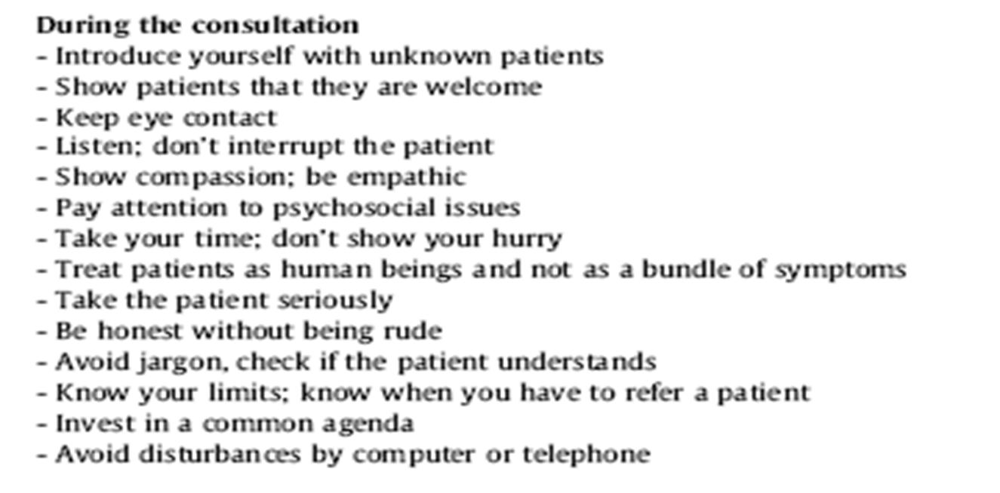 During the consultation
- Introduce yourself with unknown patients
- Show patients that they are welcome
- Keep eye contact
- Listen; don't interrupt the patient
- Show compassion; be empathic
- Pay attention to psychosocial issues
- Take your time; don't show your hurry
- Treat patients as human beings and not as a bundle of symptoms
- Take the patient seriously
- Be honest without being rude
- Avoid jargon, check if the patient understands
- Know your limits; know when you have to refer a patient
- Invest in a common agenda
- Avoid disturbances by computer or telephone